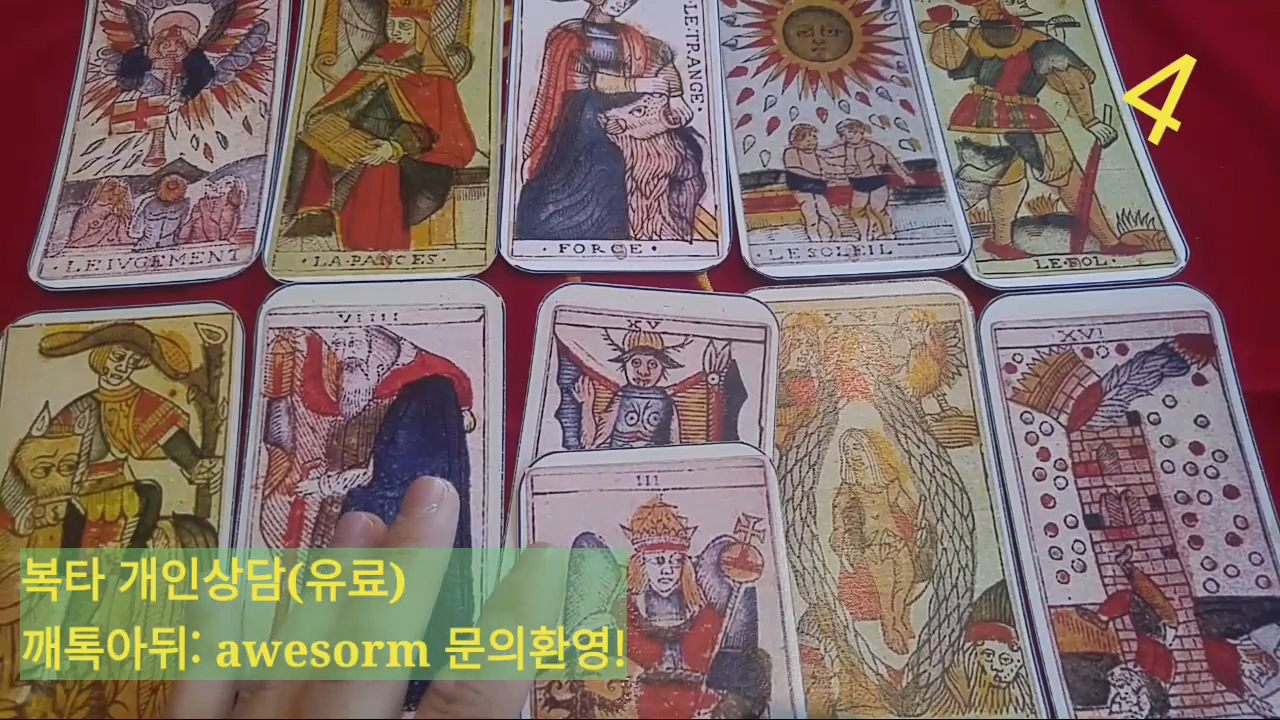 4
·LE·IVGEMENT
·LA·PANCES·
·FORCE·
·LE·TRANGE·
LE SOLEIL
LE·FOL·
VIIII
XV
XXI
XVI
III
복타 개인상담(유료)
깨톡아뒤: awesorm 문의환영!